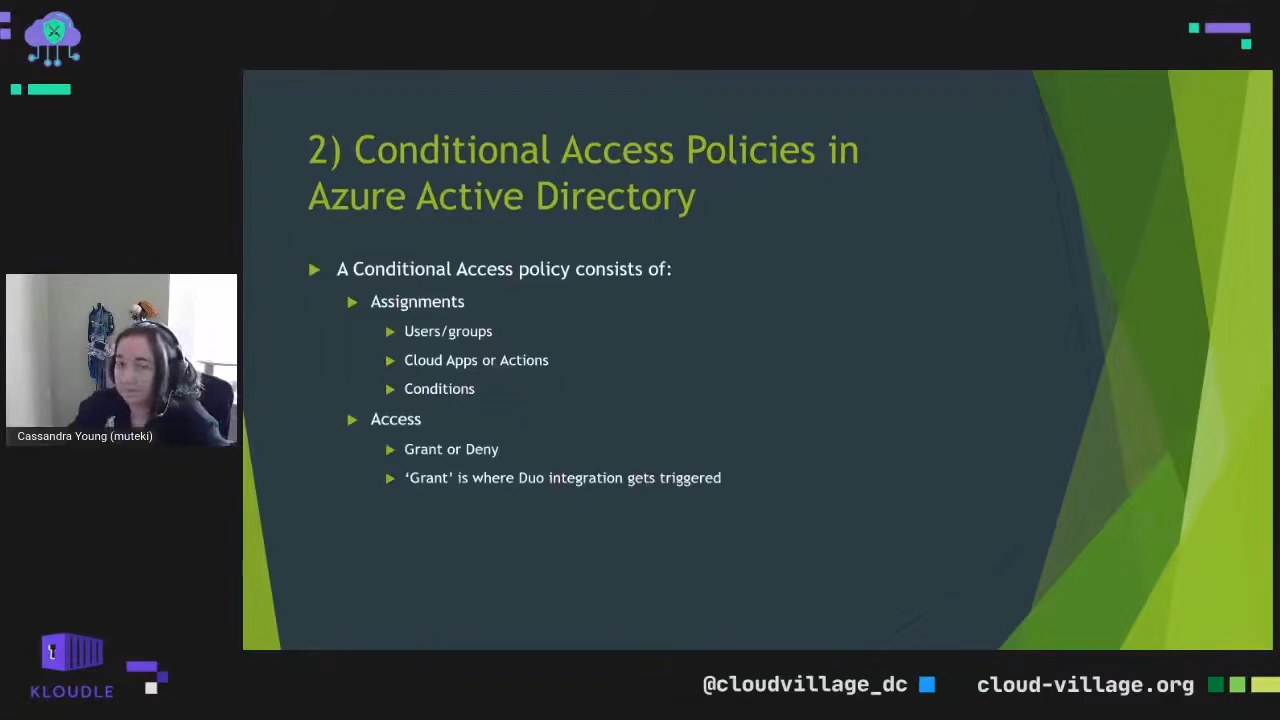 2) Conditional Access Policies in
Azure Active Directory
A Conditional Access policy consists of:
Assignments
Users/groups
Cloud Apps or Actions
Conditions
Access
Grant or Deny
‘Grant’ is where Duo integration gets triggered
Cassandra Young (muteki)
KLOUDLE
@cloudvillage_dc
cloud-village.org